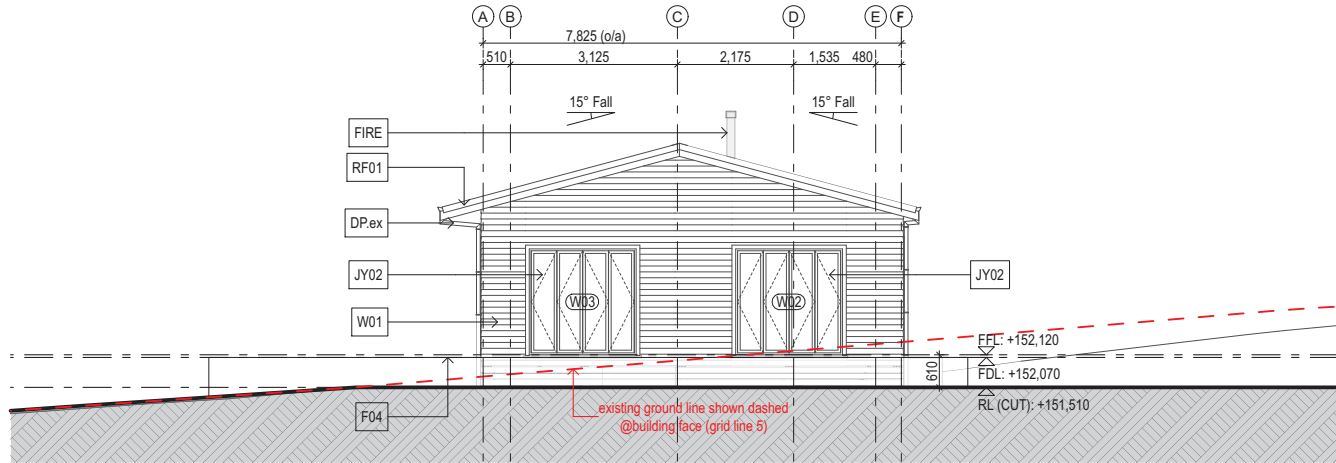 A B C D E F
7,825 (o/a)
510 3,125 2,175 1,535 480
15° Fall 15° Fall
FIRE
RF01
DP.ex
JY02 JY02
W03 W02
W01
FFL: +152,120
610
FDL: +152,070
RL (CUT): +151,510
F04
existing ground line shown dashed
@building face (grid line 5)